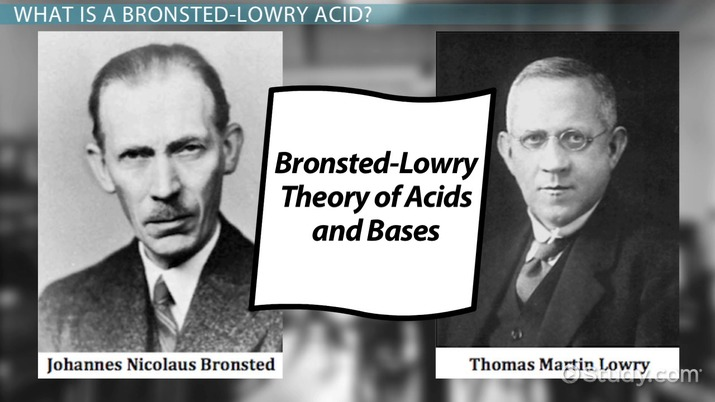 WHAT IS A BRONSTED-LOWRY ACID?
Bronsted-Lowry
Theory of Acids
and Bases
Johannes Nicolaus Bronsted
Thomas Martin Lowry
Study.com